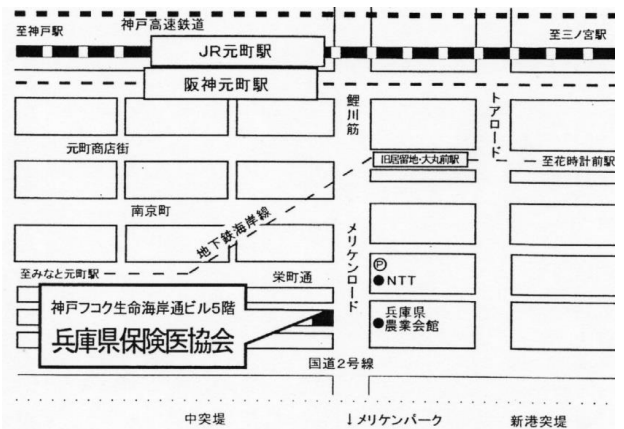 神戸高速鉄道
至神戸駅
至三ノ宮駅
JR元町駅
阪神元町駅
鯉川筋
トアロード
元町商店街
旧居留地・大丸前駅
至花時計前駅
南京町
地下鉄海岸線
メリケンロード
至みなと元町駅
栄町通
Ⓟ
●NTT
神戸フコク生命海岸通ビル5階
兵庫県保険医協会
●兵庫県
農業会館
国道2号線
中突堤
↓メリケンパーク
新港突堤